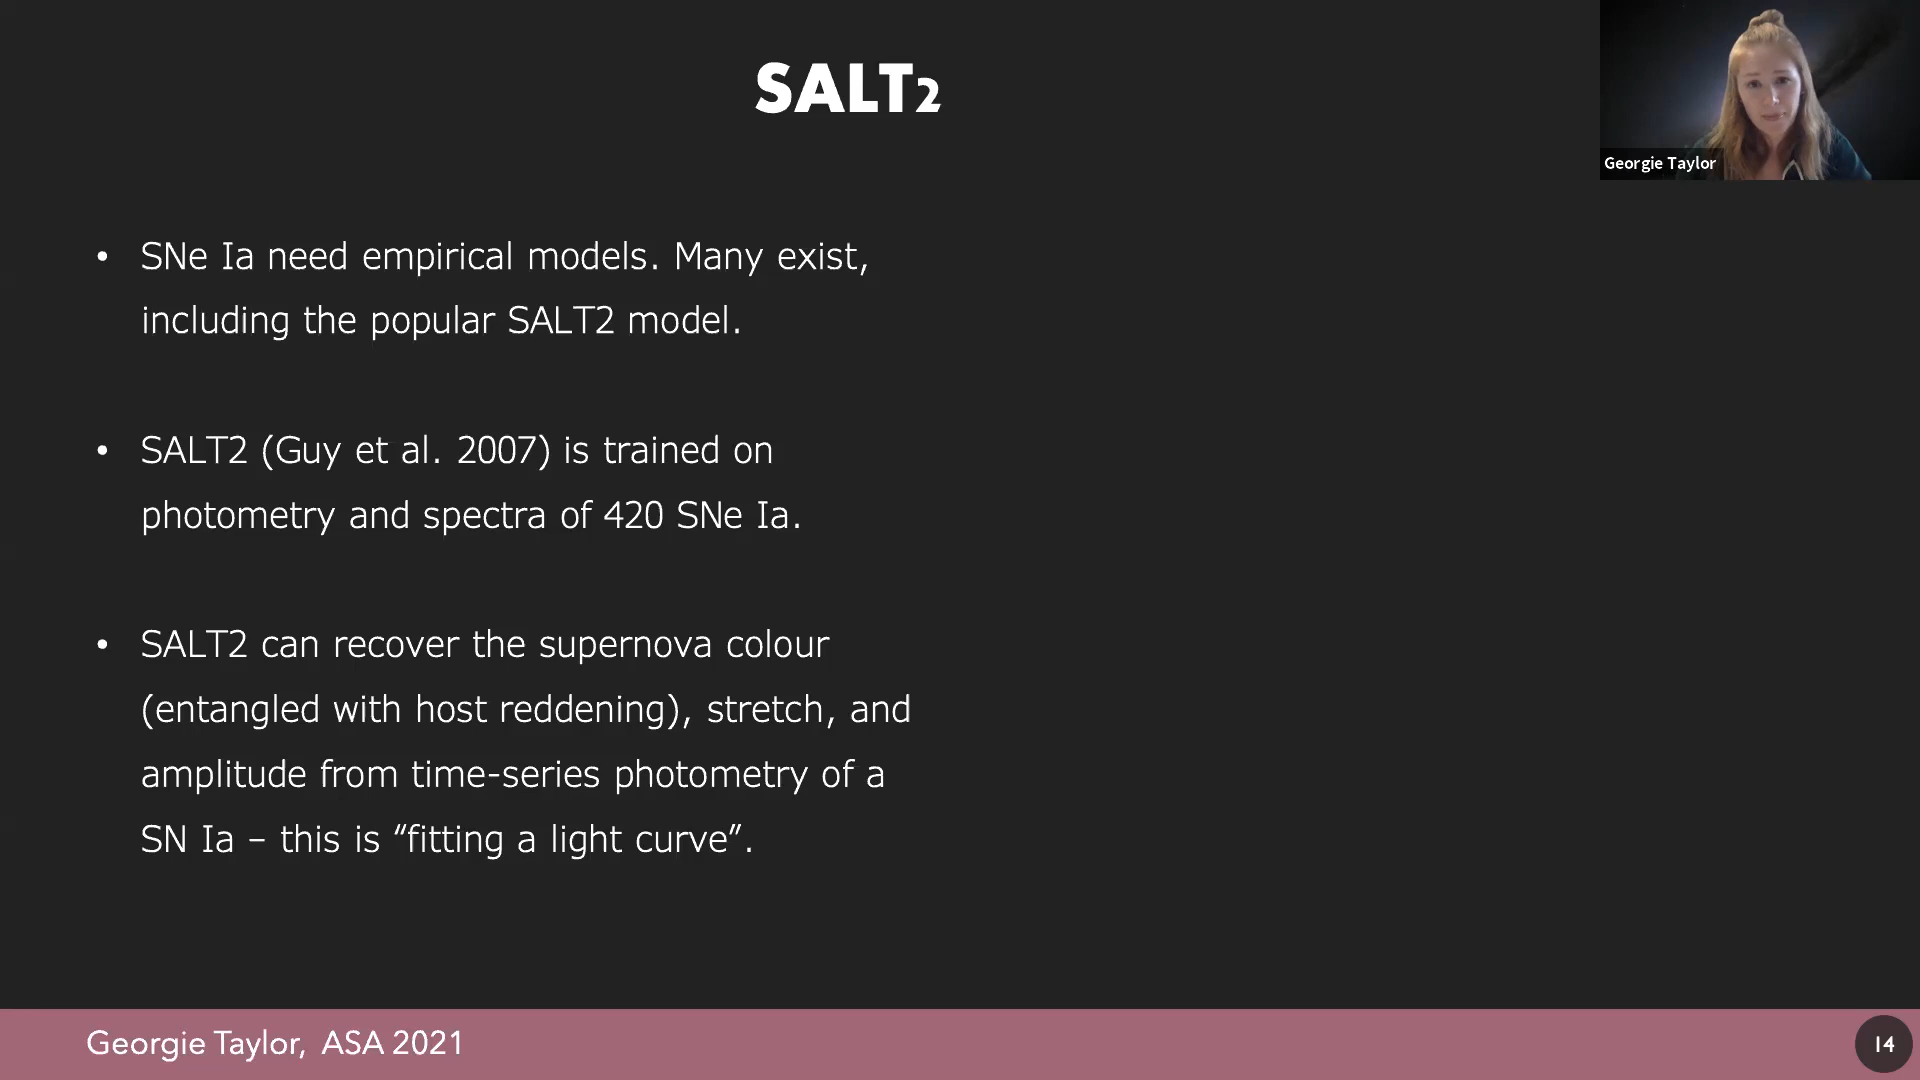 SALT2
Georgie Taylor
• SNe Ia need empirical models. Many exist,
including the popular SALT2 model.
• SALT2 (Guy et al. 2007) is trained on
photometry and spectra of 420 SNe Ia.
• SALT2 can recover the supernova colour
(entangled with host reddening), stretch, and
amplitude from time-series photometry of a
SN Ia – this is “fitting a light curve”.
Georgie Taylor, ASA 2021
14